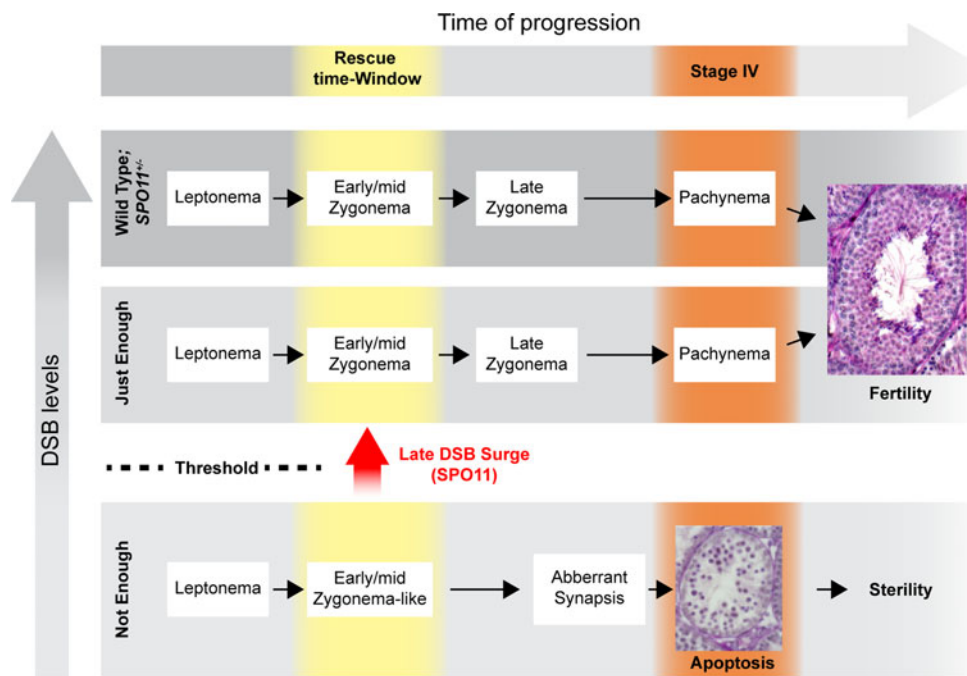 Time of progression
Rescue
time-Window
Stage IV
DSB levels
Wild Type;
SPO11+/-
Leptonema
Early/mid
Zygonema
Late
Zygonema
Pachynema
Just Enough
Leptonema
Early/mid
Zygonema
Late
Zygonema
Pachynema
Fertility
Threshold
Late DSB Surge
(SPO11)
Not Enough
Leptonema
Early/mid
Zygonema-like
Abberrant
Synapsis
Apoptosis
Sterility